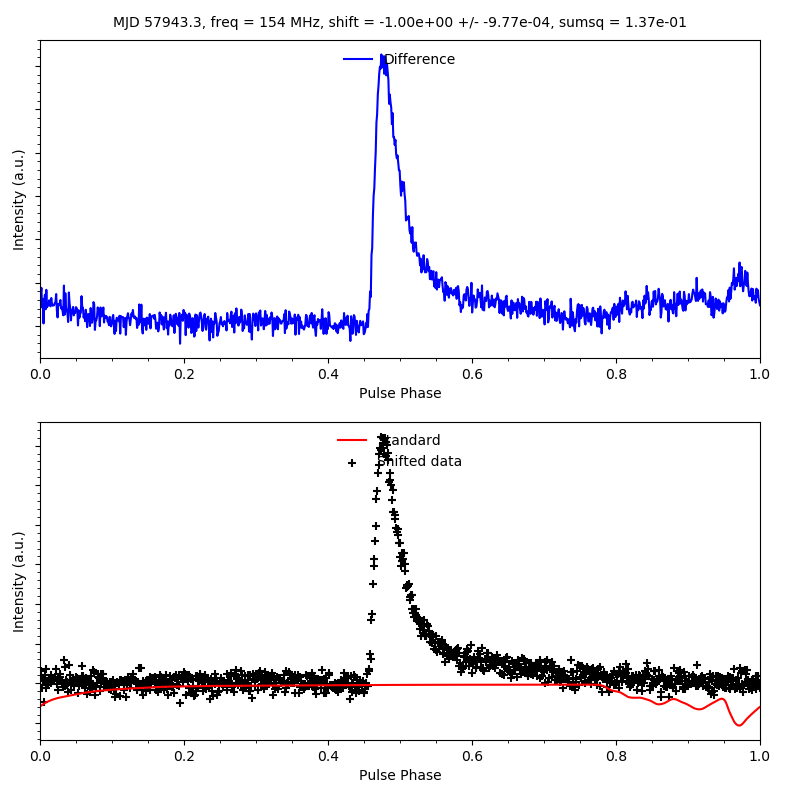 MJD 57943.3, freq = 154 MHz, shift = -1.00e+00 +/- -9.77e-04, sumsq = 1.37e-01
Difference
Intensity (a.u.)
0.0 0.2 0.4 0.6 0.8 1.0
Pulse Phase
Standard
Shifted data
Intensity (a.u.)
0.0 0.2 0.4 0.6 0.8 1.0
Pulse Phase